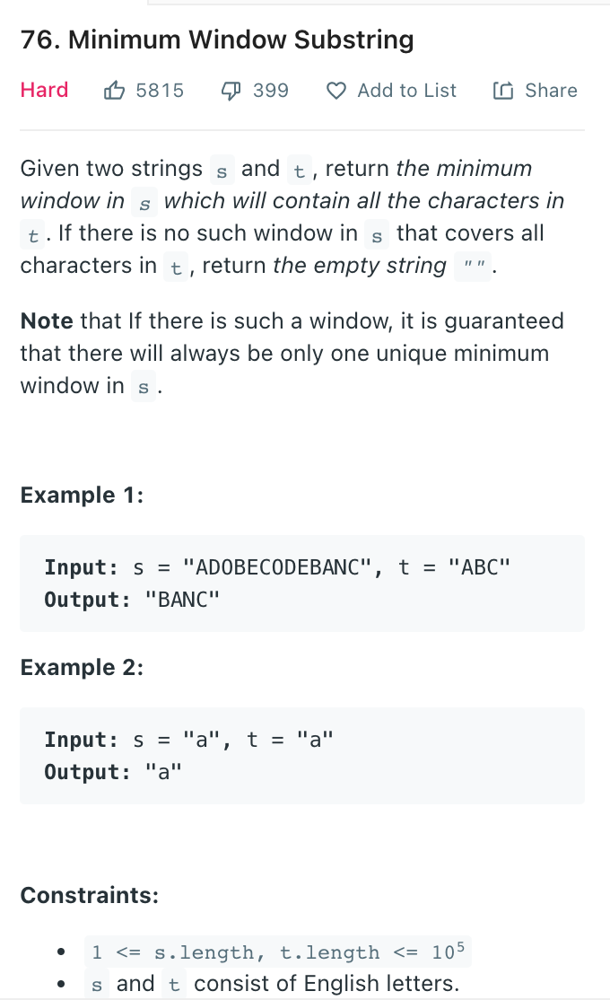 76. Minimum Window Substring
Hard 5815 399 Add to List Share
Given two strings s and t, return the minimum
window in s which will contain all the characters in
t. If there is no such window in s that covers all
characters in t, return the empty string "".
Note that If there is such a window, it is guaranteed
that there will always be only one unique minimum
window in s.
Example 1:
Input: s = "ADOBECODEBANC", t = "ABC"
Output: "BANC"
Example 2:
Input: s = "a", t = "a"
Output: "a"
Constraints:
• 1 <= s.length, t.length <= 10⁵
• s and t consist of English letters.